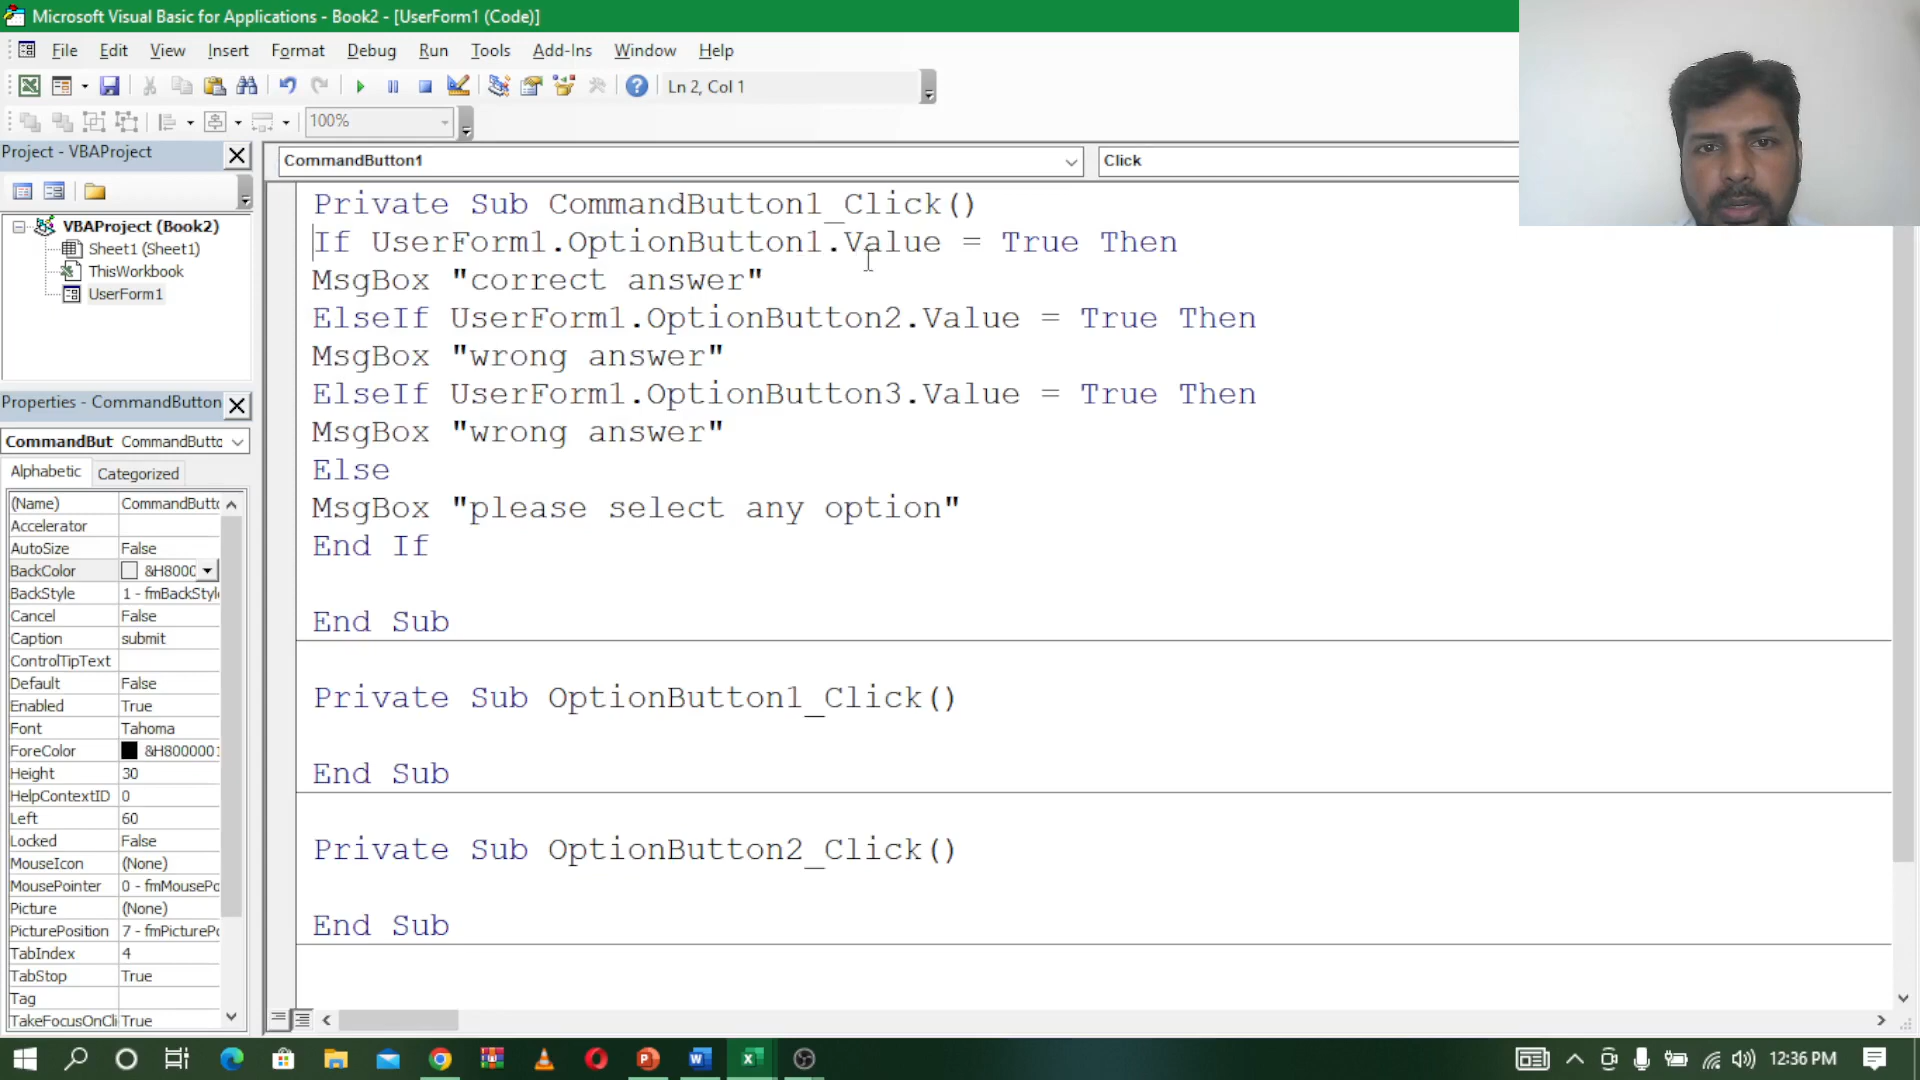 Microsoft Visual Basic for Applications - Book2 - [UserForm1 (Code)]
File Edit View Insert Format Debug Run Tools Add-Ins Window Help
Ln 2, Col 1
100%
Project - VBAProject
CommandButton1
Click
VBAProject (Book2)
Sheet1 (Sheet1)
ThisWorkbook
UserForm1
Private Sub CommandButton1_Click()
If UserForm1.OptionButton1.Value = True Then
MsgBox "correct answer"
ElseIf UserForm1.OptionButton2.Value = True Then
MsgBox "wrong answer"
ElseIf UserForm1.OptionButton3.Value = True Then
MsgBox "wrong answer"
Else
MsgBox "please select any option"
End If
End Sub
Private Sub OptionButton1_Click()
End Sub
Private Sub OptionButton2_Click()
End Sub
Properties - CommandButton
CommandBut CommandButto
Alphabetic Categorized
(Name) CommandButto
Accelerator
AutoSize False
BackColor &H800C
BackStyle 1 - fmBackStyl
Cancel False
Caption submit
ControlTipText
Default False
Enabled True
Font Tahoma
ForeColor &H8000001
Height 30
HelpContextID 0
Left 60
Locked False
MouseIcon (None)
MousePointer 0 - fmMousePo
Picture (None)
PicturePosition 7 - fmPicturePo
TabIndex 4
TabStop True
Tag
TakeFocusOnCli True
12:36 PM